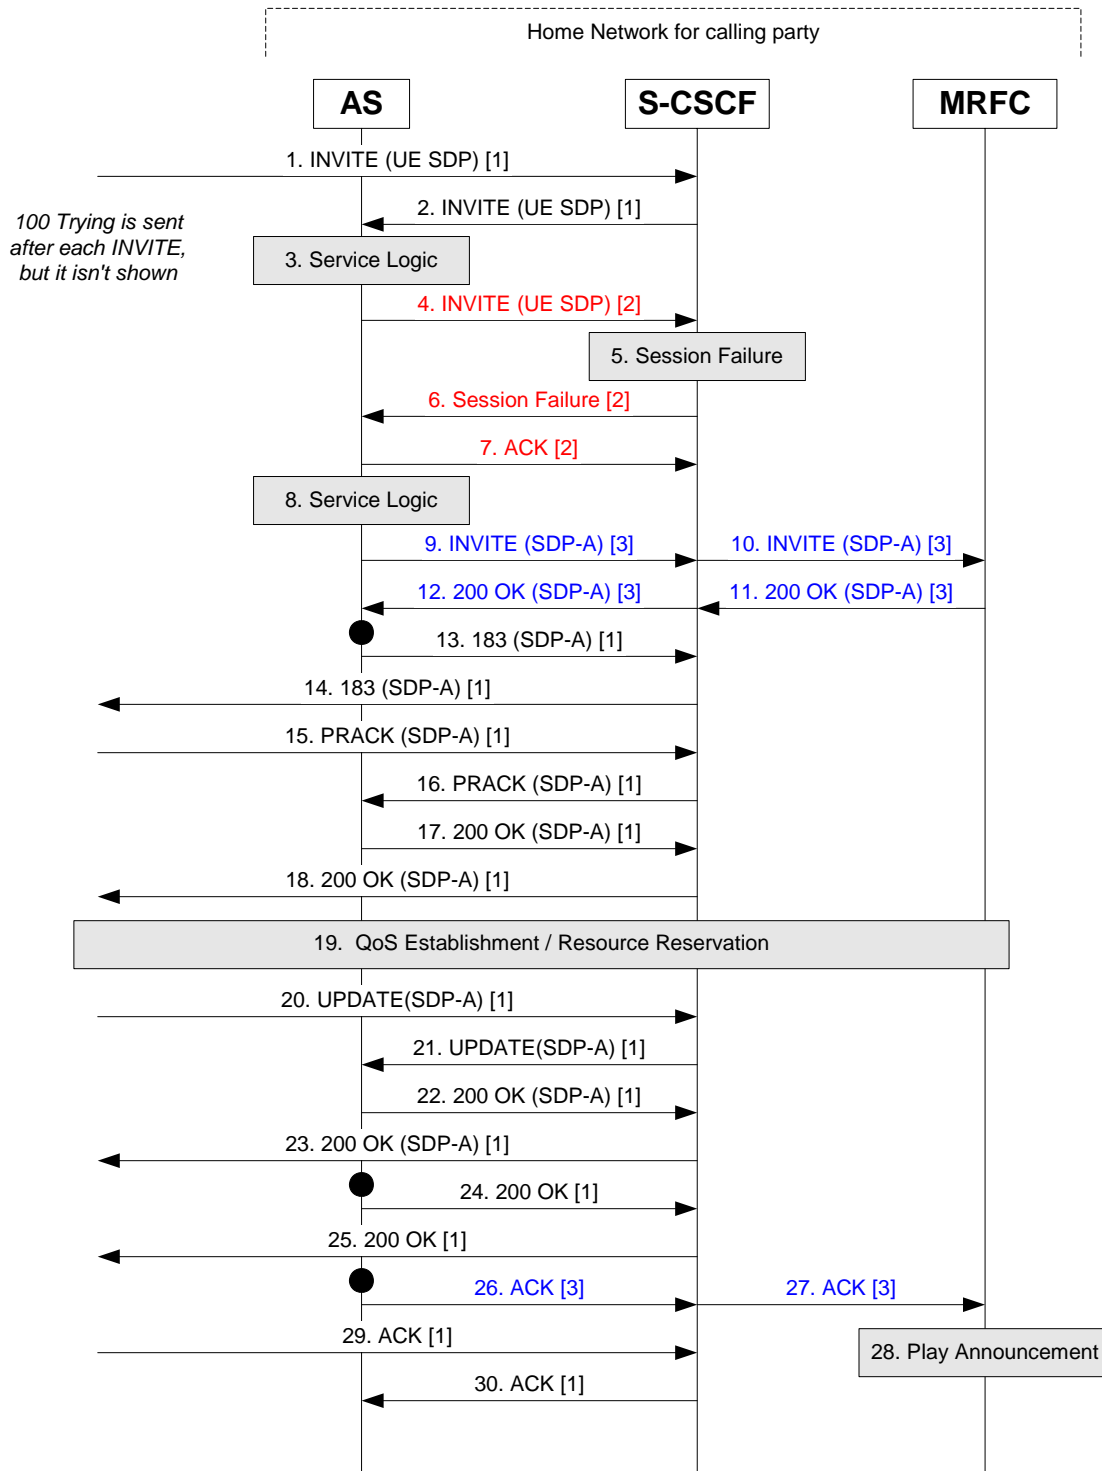 Home Network for calling party
AS
S-CSCF
MRFC
1. INVITE (UE SDP) [1]
2. INVITE (UE SDP) [1]
100 Trying is sent
after each INVITE,
but it isn't shown
3. Service Logic
4. INVITE (UE SDP) [2]
5. Session Failure
6. Session Failure [2]
7. ACK [2]
8. Service Logic
9. INVITE (SDP-A) [3]
10. INVITE (SDP-A) [3]
12. 200 OK (SDP-A) [3]
11. 200 OK (SDP-A) [3]
13. 183 (SDP-A) [1]
14. 183 (SDP-A) [1]
15. PRACK (SDP-A) [1]
16. PRACK (SDP-A) [1]
17. 200 OK (SDP-A) [1]
18. 200 OK (SDP-A) [1]
19.  QoS Establishment / Resource Reservation
20. UPDATE(SDP-A) [1]
21. UPDATE(SDP-A) [1]
22. 200 OK (SDP-A) [1]
23. 200 OK (SDP-A) [1]
24. 200 OK [1]
25. 200 OK [1]
26. ACK [3]
27. ACK [3]
29. ACK [1]
28. Play Announcement
30. ACK [1]